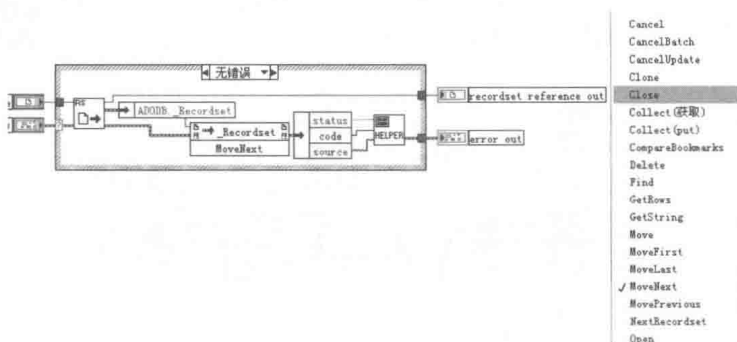 无错误
RS
ADODB._Recordset
_Recordset
MoveNext
status
code
source
HELPER
recordset reference out
error out
Cancel
CancelBatch
CancelUpdate
Clone
Close
Collect(获取)
Collect(put)
CompareBookmarks
Delete
Find
GetRows
GetString
Move
MoveFirst
MoveLast
✓ MoveNext
MovePrevious
NextRecordset
Open